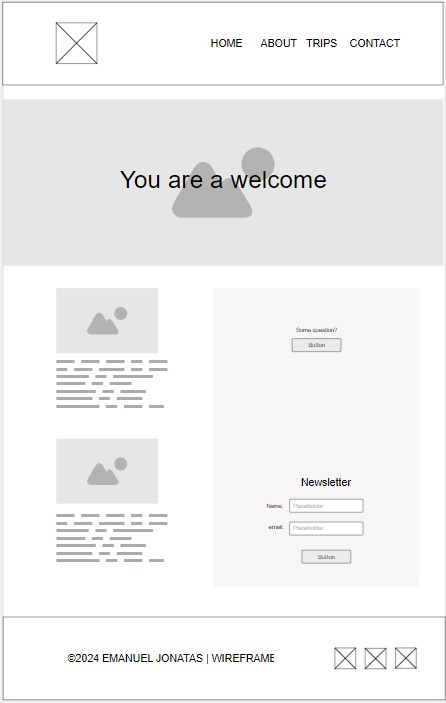 HOME ABOUT TRIPS CONTACT
You are a welcome
Some question?
Button
Newsletter
Name: Placeholder
email: Placeholder
Button
©2024 EMANUEL JONATAS | WIREFRAME